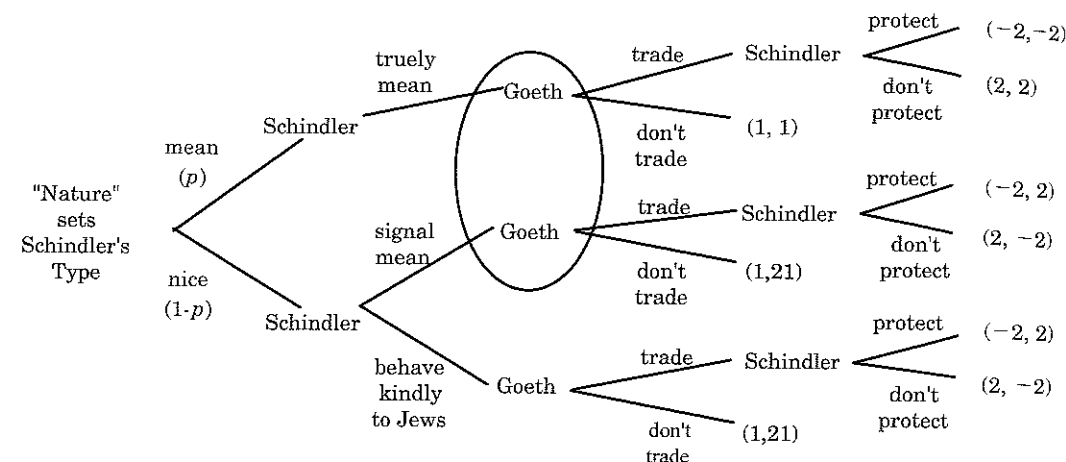 "Nature"
sets
Schindler's
Type
mean
(p)
nice
(1-p)
Schindler
Schindler
truely
mean
signal
mean
behave
kindly
to Jews
Goeth
Goeth
Goeth
trade
don't
trade
trade
don't
trade
trade
don't
trade
Schindler
(1, 1)
Schindler
(1,21)
Schindler
(1,21)
protect
don't
protect
protect
don't
protect
protect
don't
protect
(−2,−2)
(2, 2)
(−2, 2)
(2, −2)
(−2, 2)
(2, −2)